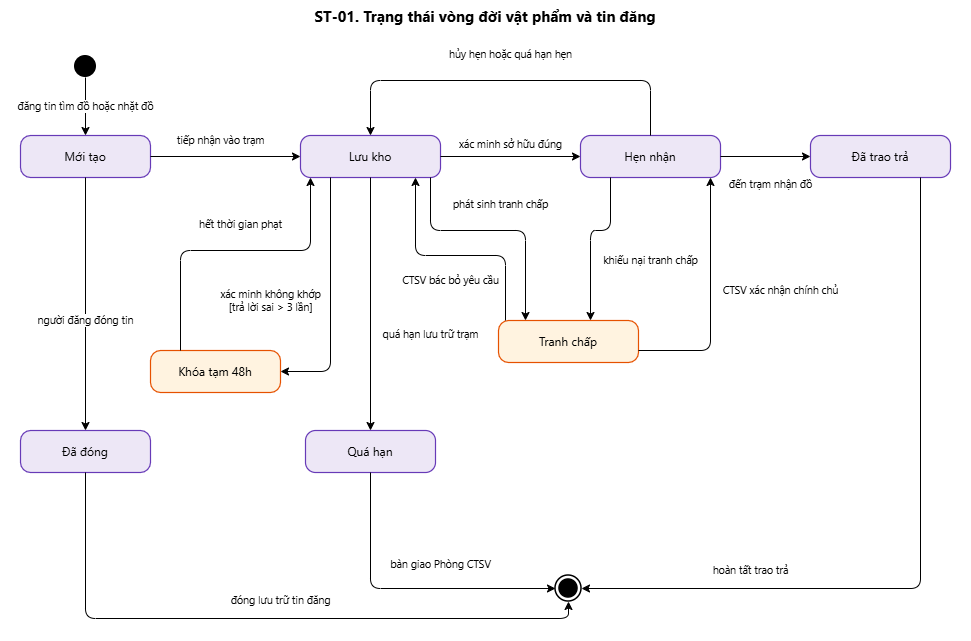 ST-01. Trạng thái vòng đời vật phẩm và tin đăng
hủy hẹn hoặc quá hạn hẹn
đăng tin tìm đồ hoặc nhặt đồ
Mới tạo
tiếp nhận vào trạm
Lưu kho
xác minh sở hữu đúng
Hẹn nhận
đến trạm nhận đồ
Đã trao trả
hết thời gian phạt
phát sinh tranh chấp
khiếu nại tranh chấp
CTSV bác bỏ yêu cầu
CTSV xác nhận chính chủ
xác minh không khớp
[trả lời sai > 3 lần]
người đăng đóng tin
quá hạn lưu trữ trạm
Tranh chấp
Khóa tạm 48h
Đã đóng
Quá hạn
bàn giao Phòng CTSV
hoàn tất trao trả
đóng lưu trữ tin đăng